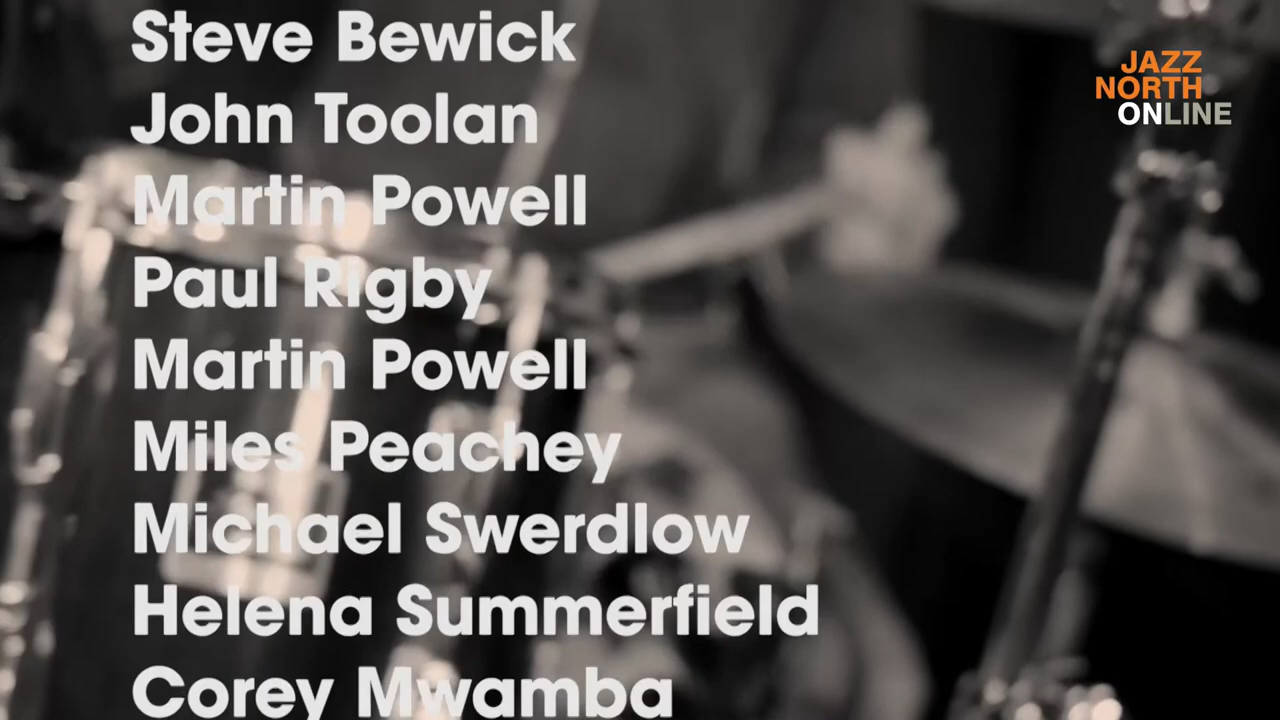 Steve Bewick
John Toolan
Martin Powell
Paul Rigby
Martin Powell
Miles Peachey
Michael Swerdlow
Helena Summerfield
Corey Mwamba
JAZZ
NORTH
ONLINE